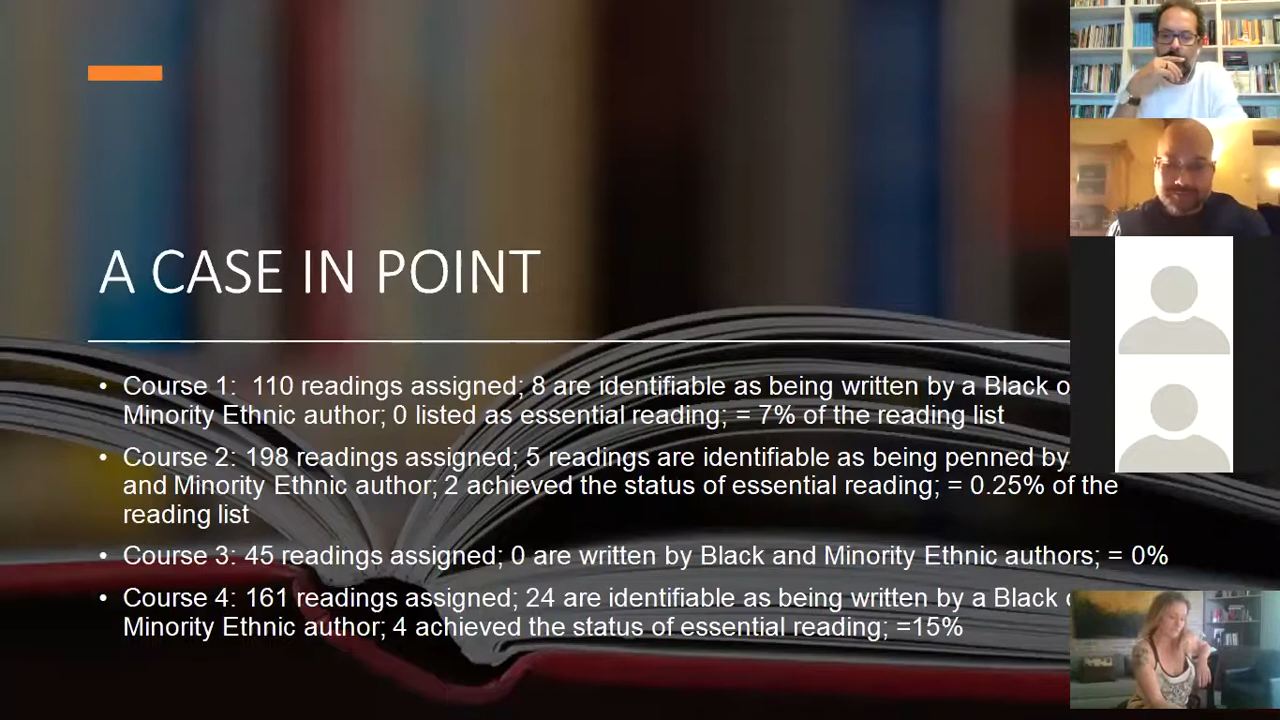 A CASE IN POINT
• Course 1:  110 readings assigned; 8 are identifiable as being written by a Black
Minority Ethnic author; 0 listed as essential reading; = 7% of the reading list
• Course 2: 198 readings assigned; 5 readings are identifiable as being penned by
and Minority Ethnic author; 2 achieved the status of essential reading; = 0.25% of the
reading list
• Course 3: 45 readings assigned; 0 are written by Black and Minority Ethnic authors; = 0%
• Course 4: 161 readings assigned; 24 are identifiable as being written by a Black
Minority Ethnic author; 4 achieved the status of essential reading; =15%